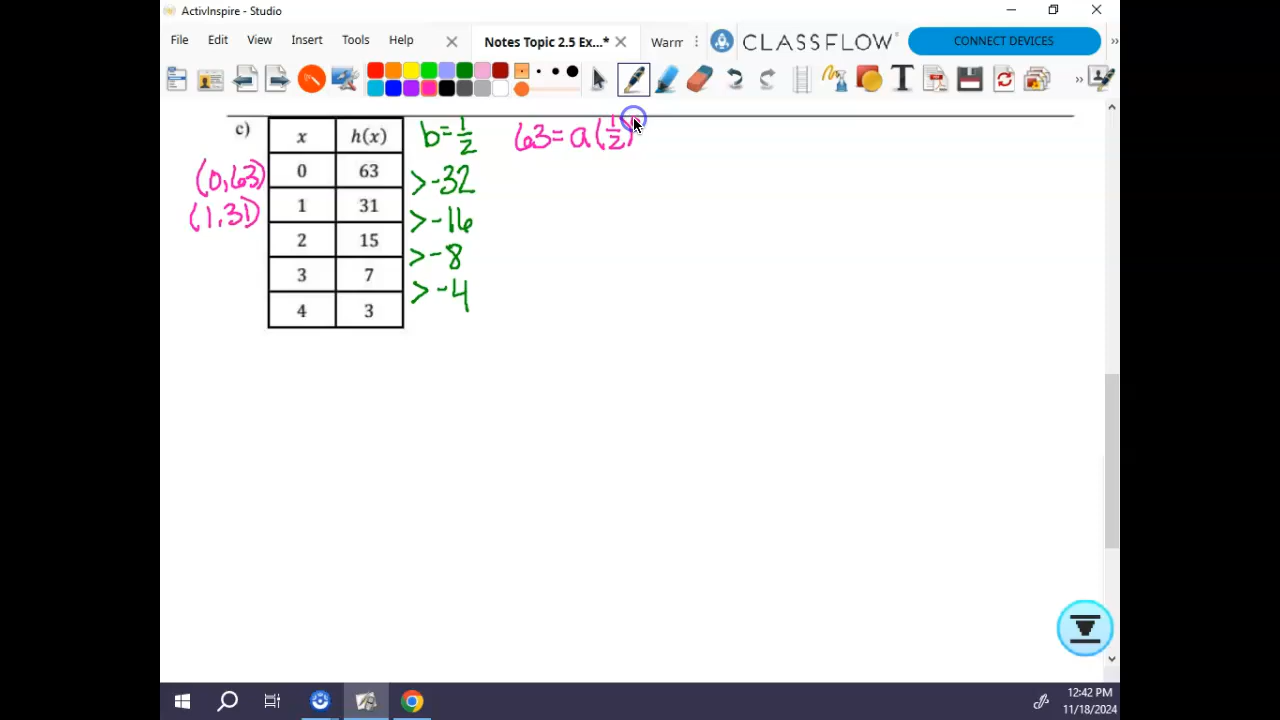 ActivInspire - Studio
File Edit View Insert Tools Help
Notes Topic 2.5 Ex...*
Warm
CLASSFLOW
CONNECT DEVICES
c)
x h(x)
b=1/2
63=a(1/2)
(0,63) 0 63 >-32
(1,31) 1 31 >-16
2 15 >-8
3 7 >-4
4 3
12:42 PM
11/18/2024